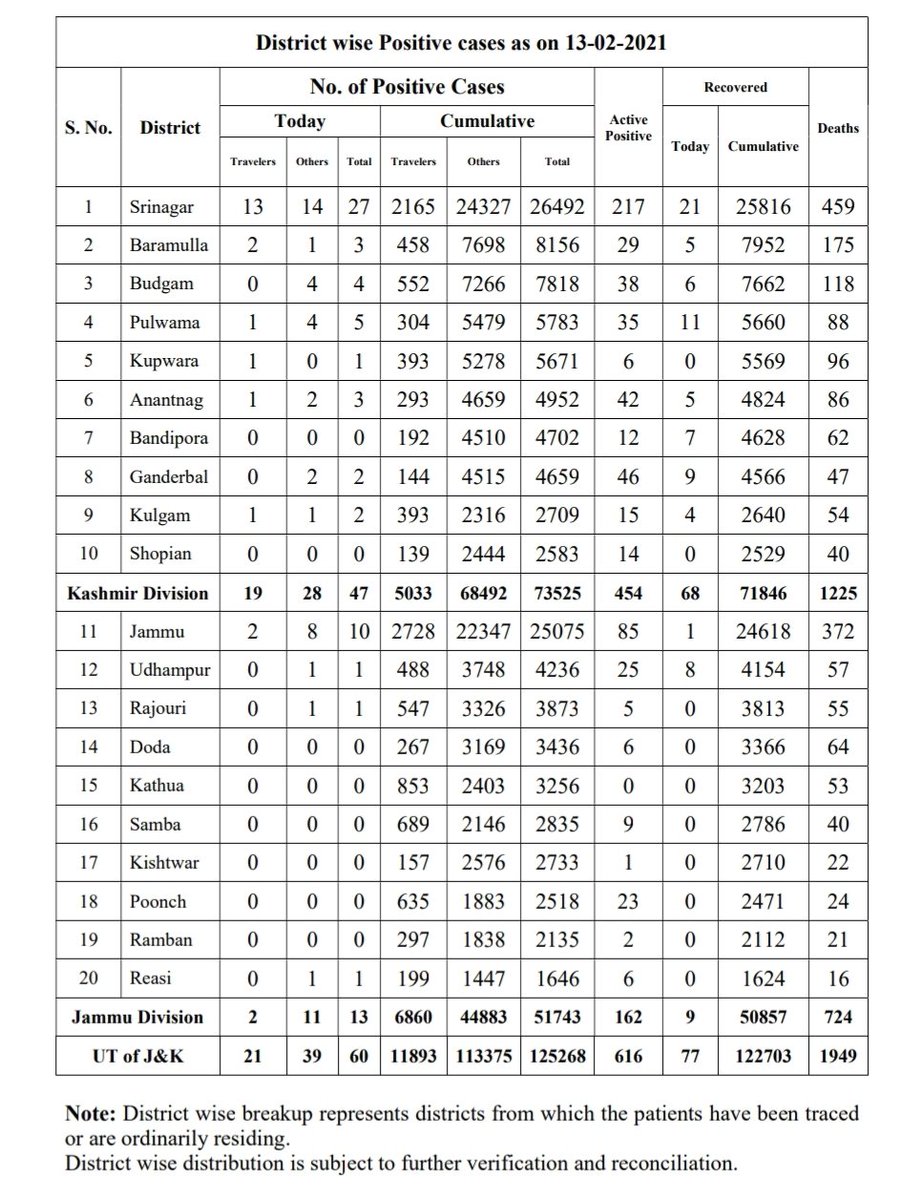 District wise Positive cases as on 13-02-2021
S. No. District No. of Positive Cases Active Positive Recovered Deaths
Today Cumulative Today Cumulative
Travelers Others Total Travelers Others Total
1 Srinagar 13 14 27 2165 24327 26492 217 21 25816 459
2 Baramulla 2 1 3 458 7698 8156 29 5 7952 175
3 Budgam 0 4 4 552 7266 7818 38 6 7662 118
4 Pulwama 1 4 5 304 5479 5783 35 11 5660 88
5 Kupwara 1 0 1 393 5278 5671 6 0 5569 96
6 Anantnag 1 2 3 293 4659 4952 42 5 4824 86
7 Bandipora 0 0 0 192 4510 4702 12 7 4628 62
8 Ganderbal 0 2 2 144 4515 4659 46 9 4566 47
9 Kulgam 1 1 2 393 2316 2709 15 4 2640 54
10 Shopian 0 0 0 139 2444 2583 14 0 2529 40
Kashmir Division 19 28 47 5033 68492 73525 454 68 71846 1225
11 Jammu 2 8 10 2728 22347 25075 85 1 24618 372
12 Udhampur 0 1 1 488 3748 4236 25 8 4154 57
13 Rajouri 0 1 1 547 3326 3873 5 0 3813 55
14 Doda 0 0 0 267 3169 3436 6 0 3366 64
15 Kathua 0 0 0 853 2403 3256 0 0 3203 53
16 Samba 0 0 0 689 2146 2835 9 0 2786 40
17 Kishtwar 0 0 0 157 2576 2733 1 0 2710 22
18 Poonch 0 0 0 635 1883 2518 23 0 2471 24
19 Ramban 0 0 0 297 1838 2135 2 0 2112 21
20 Reasi 0 1 1 199 1447 1646 6 0 1624 16
Jammu Division 2 11 13 6860 44883 51743 162 9 50857 724
UT of J&K 21 39 60 11893 113375 125268 616 77 122703 1949
Note: District wise breakup represents districts from which the patients have been traced
or are ordinarily residing.
District wise distribution is subject to further verification and reconciliation.